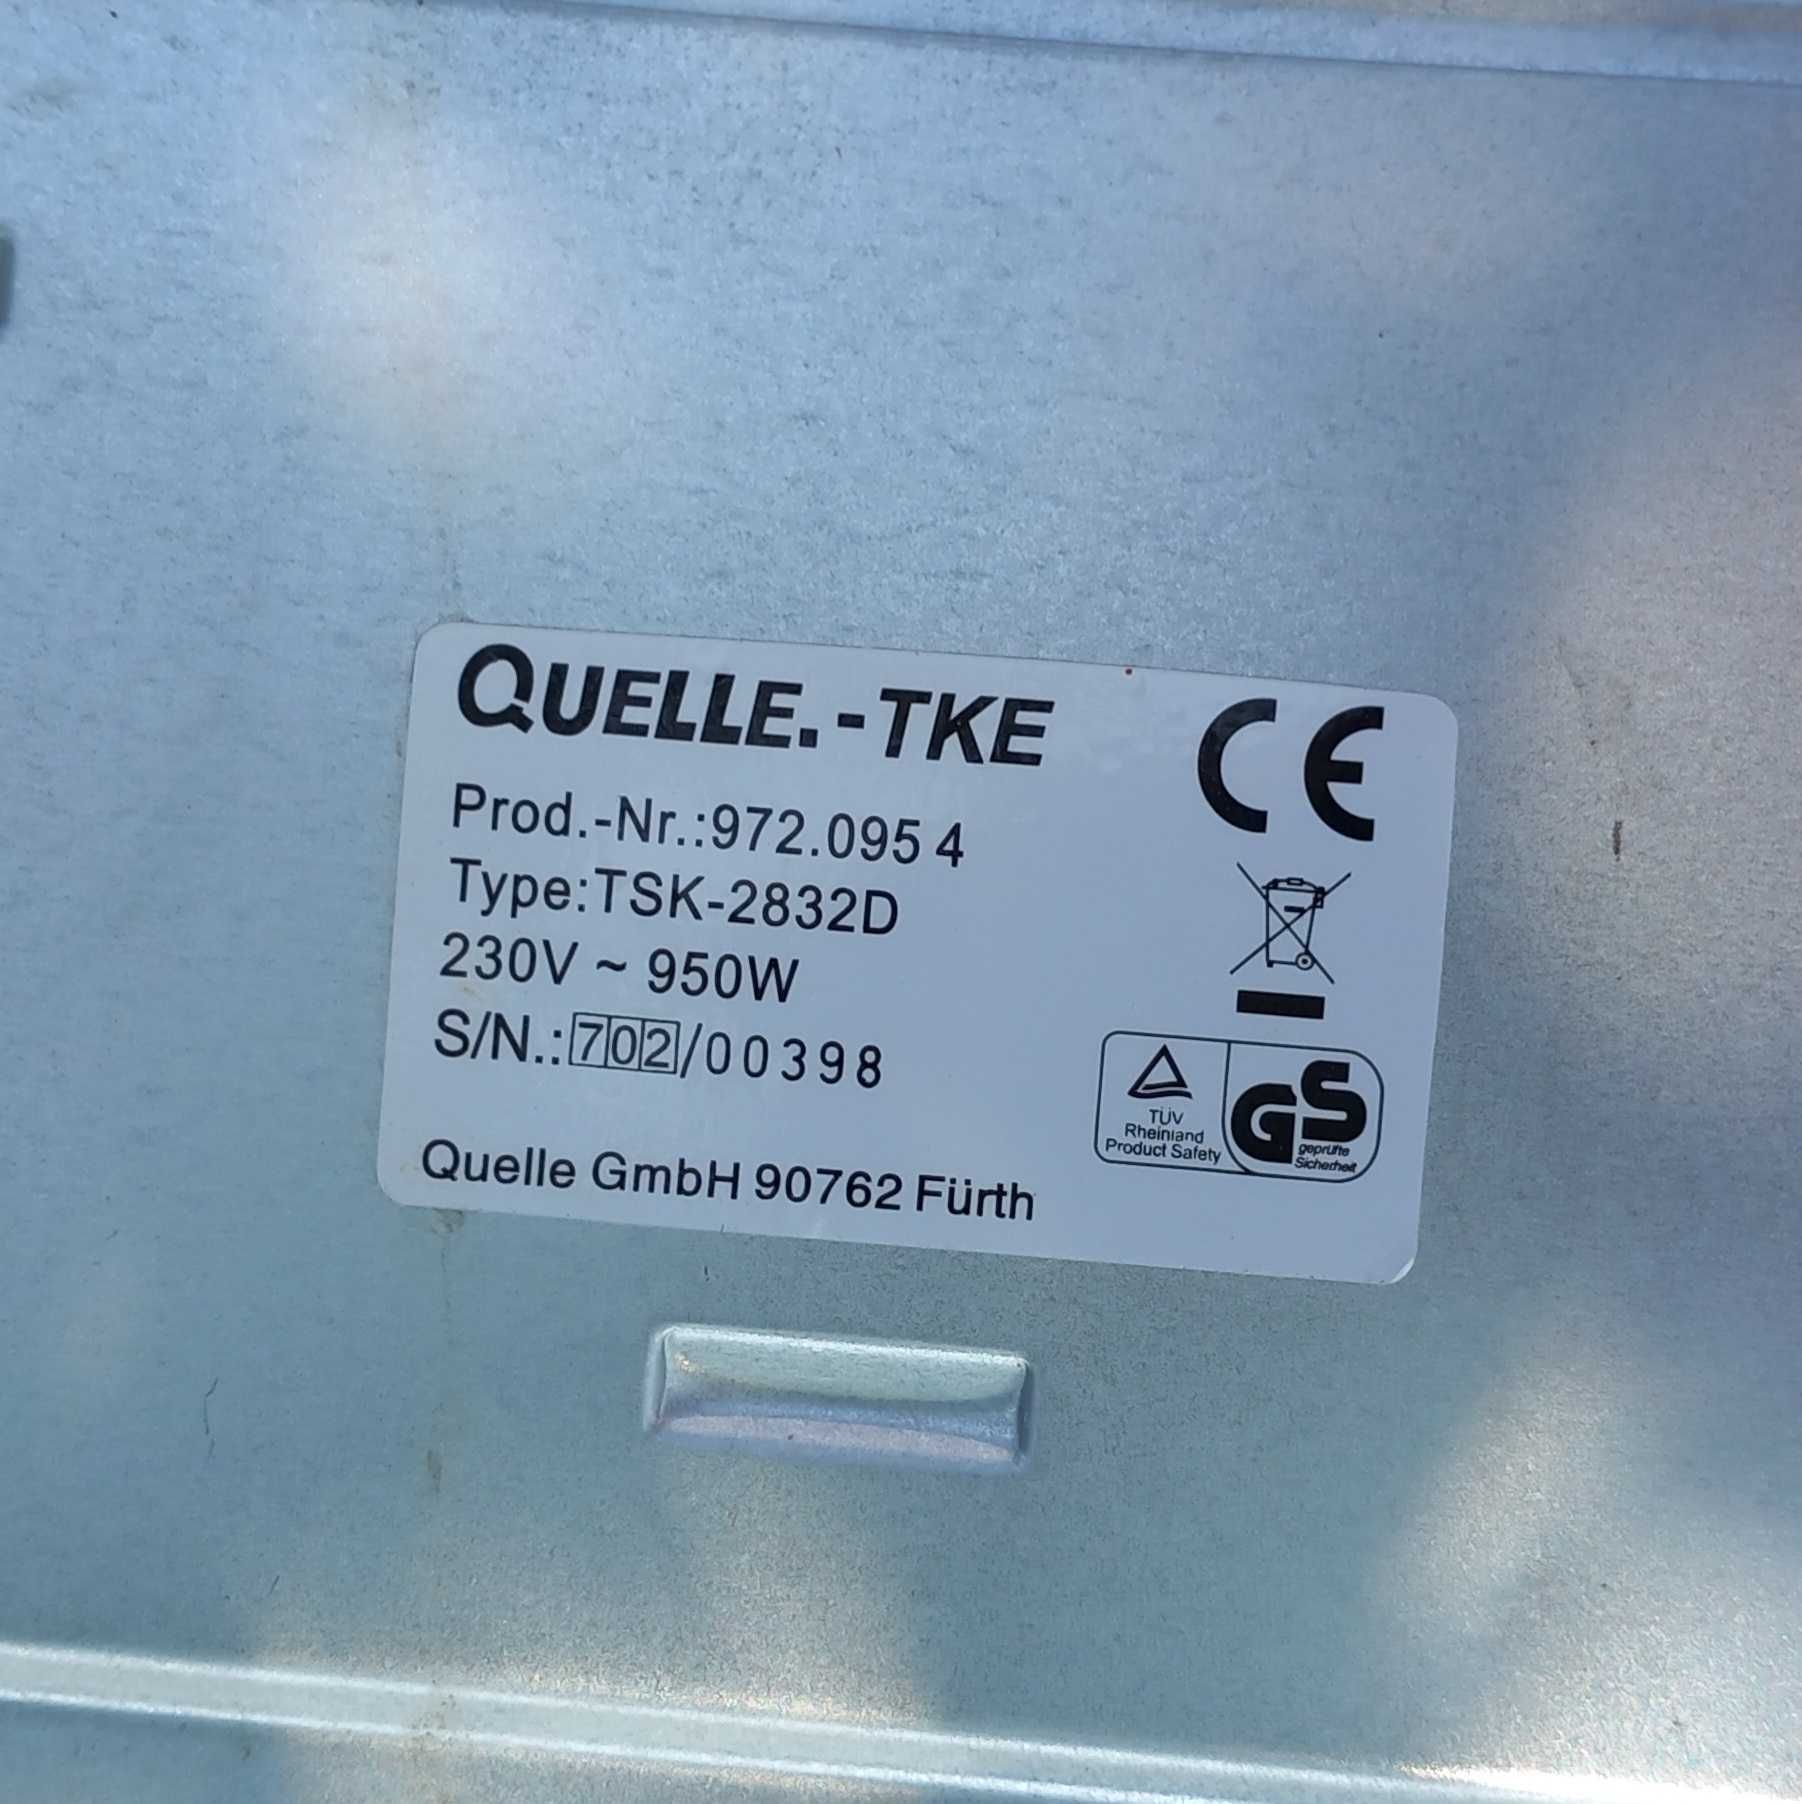 QUELLE.-TKE
CE
Prod.-Nr.:972.095 4
Type:TSK-2832D
230V ~ 950W
S/N.:702/00398
TÜV
Rheinland
Product Safety
GS
geprüfte
Sicherheit
Quelle GmbH 90762 Fürth